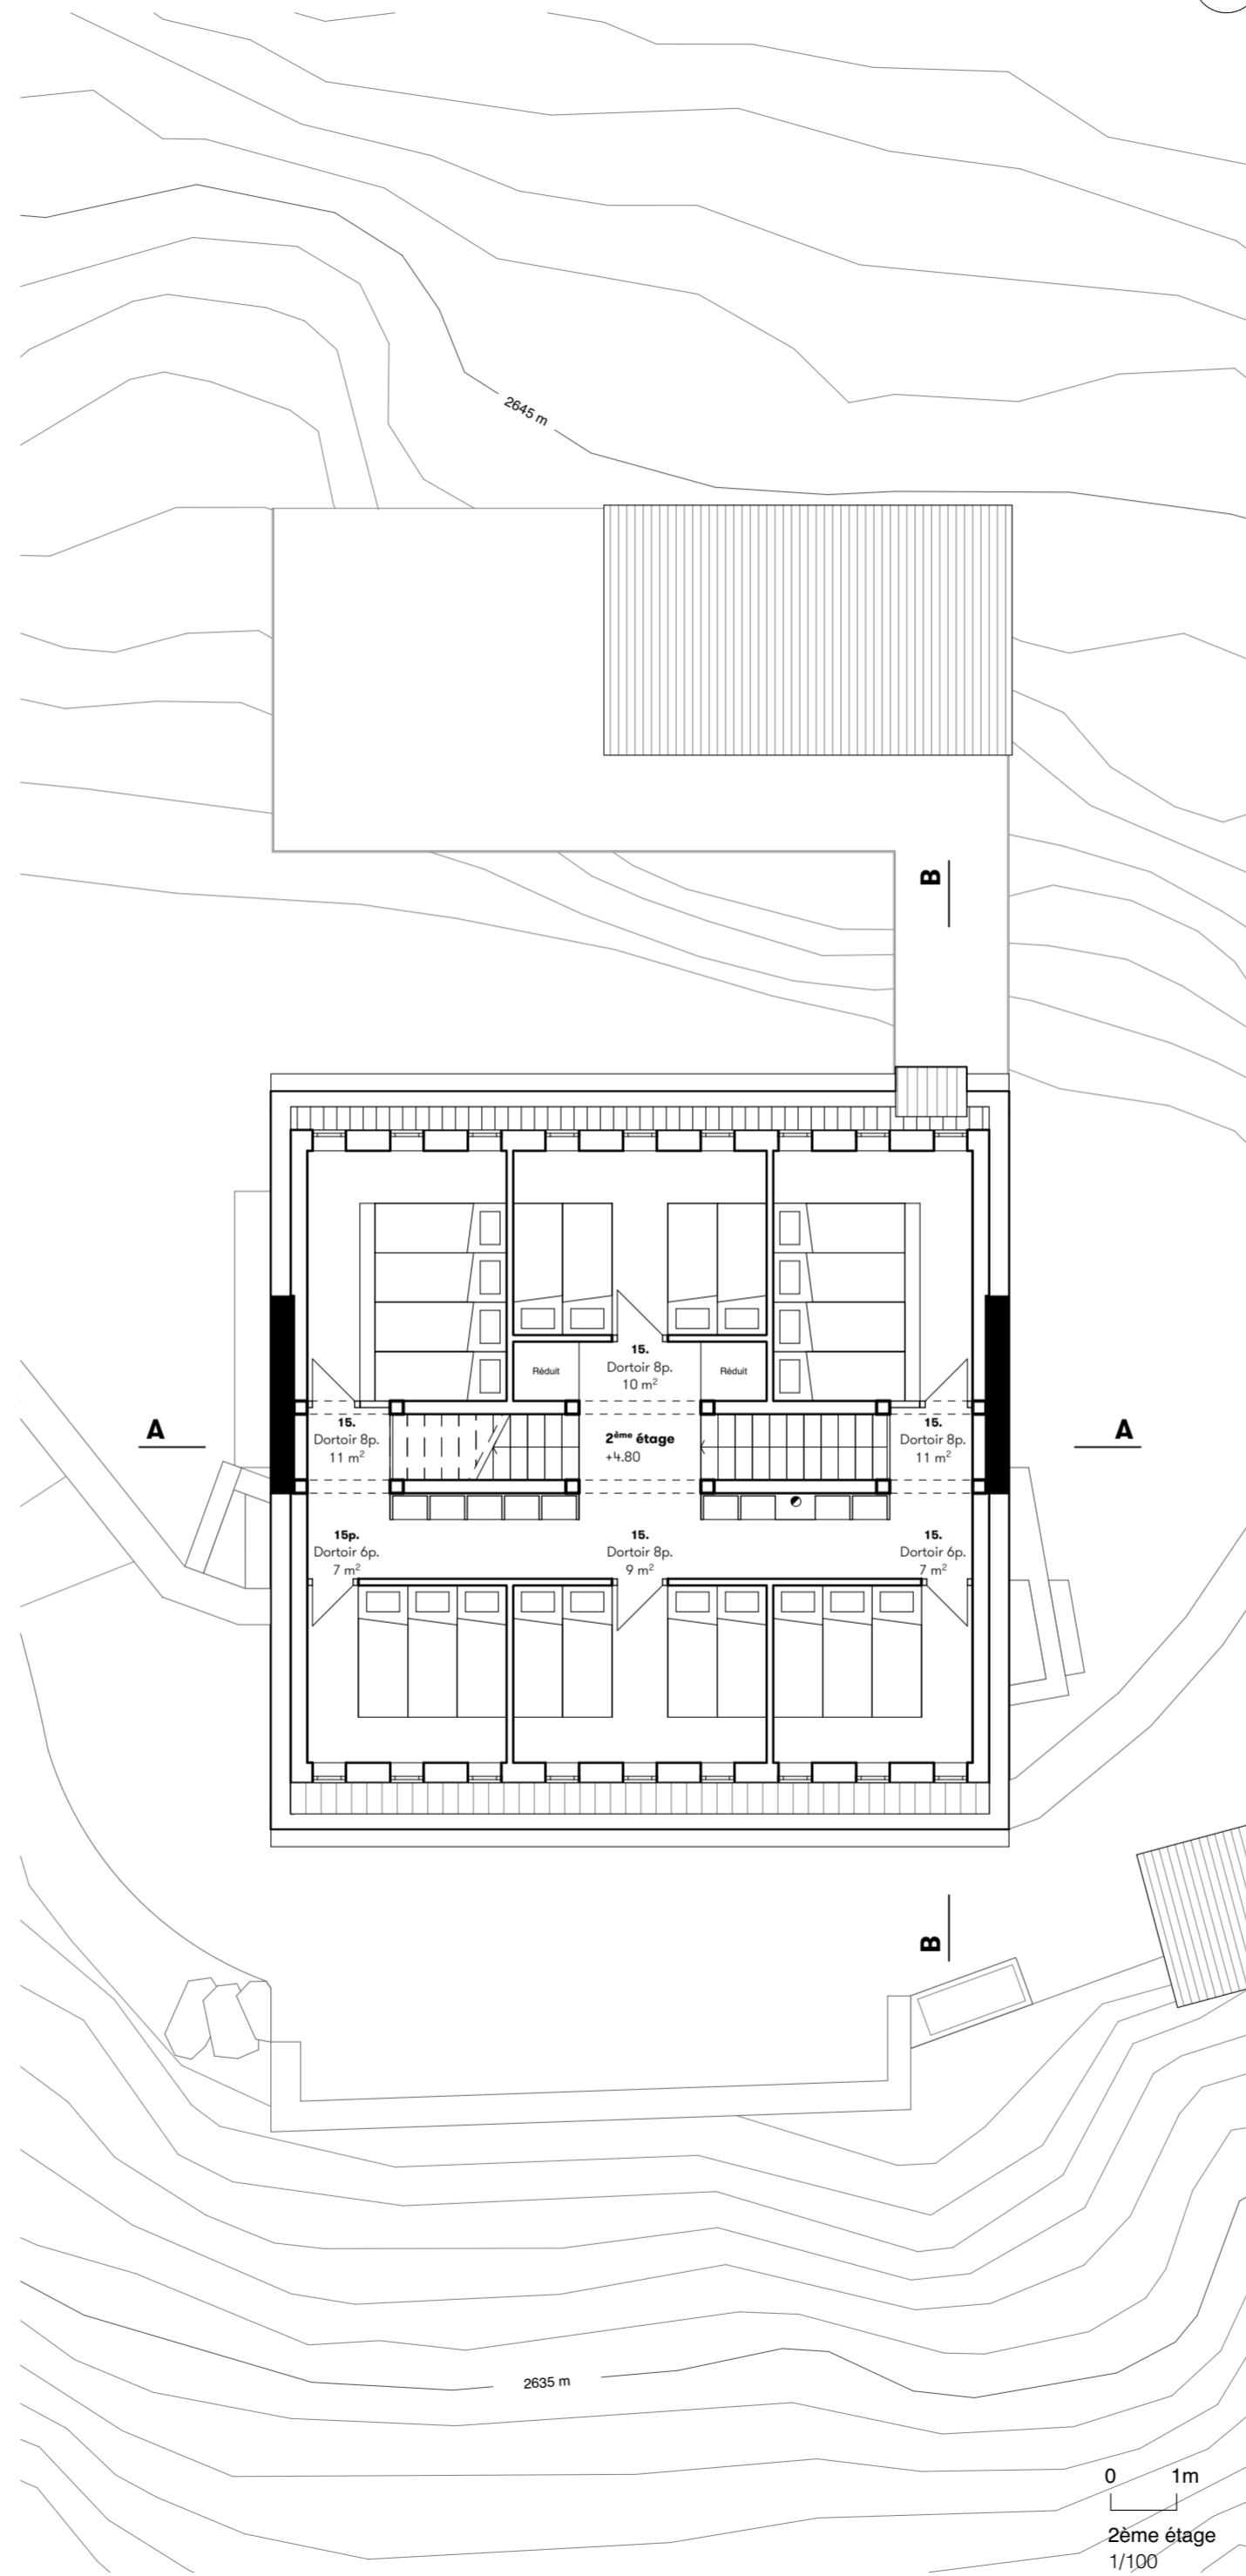 2645 m
B
15.
Dortoir 8p.
10 m²
Réduit
Réduit
A
15.
Dortoir 8p.
11 m²
2ème étage
+4.80
15.
Dortoir 8p.
11 m²
A
15p.
Dortoir 6p.
7 m²
15.
Dortoir 8p.
9 m²
15.
Dortoir 6p.
7 m²
B
2635 m
0 1m
2ème étage
1/100